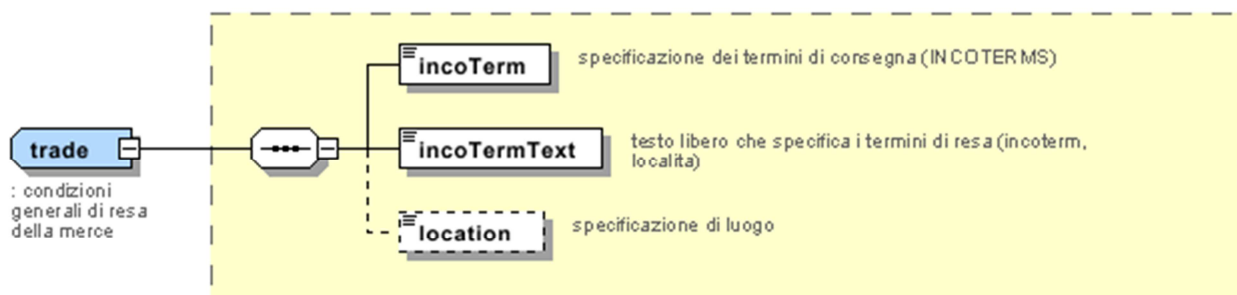 incoTerm
specificazione dei termini di consegna (INCOTERMS)
trade
incoTermText
testo libero che specifica i termini di resa (incoterm,
localita)
: condizioni
generali di resa
della merce
location
specificazione di luogo